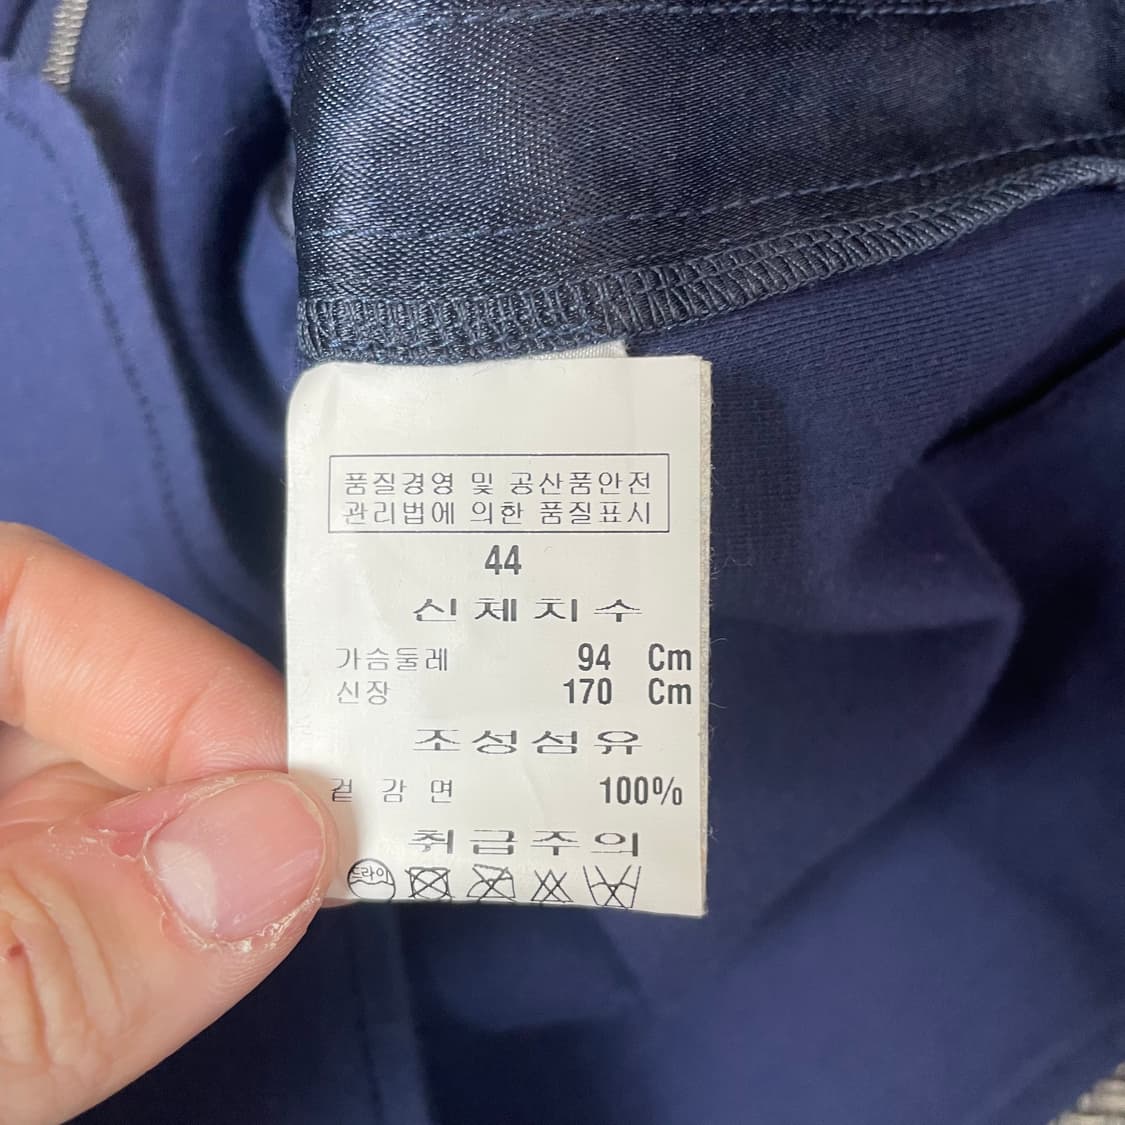 품질경영 및 공산품안전
관리법에 의한 품질표시
44
신체치수
가슴둘레 94 Cm
신장 170 Cm
조성섬유
겉감면 100%
취급주의
드라이